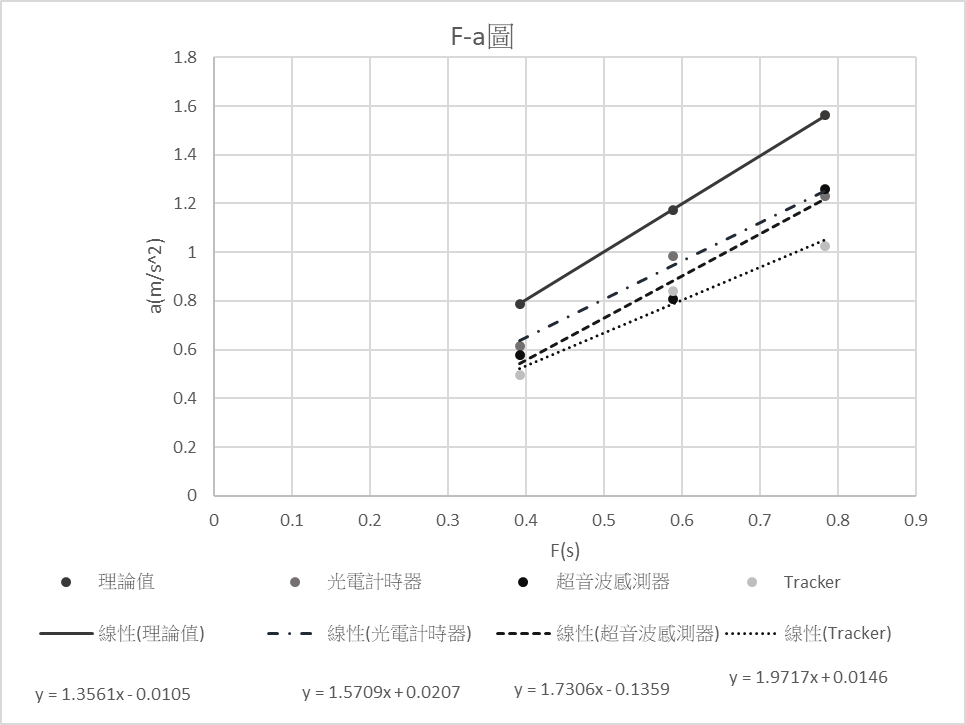 F-a圖
1.8
1.6
1.4
1.2
1
0.8
0.6
0.4
0.2
0
a(m/s^2)
0 0.1 0.2 0.3 0.4 0.5 0.6 0.7 0.8 0.9
F(s)
理論值 光電計時器 超音波感測器 Tracker
線性(理論值) 線性(光電計時器) 線性(超音波感測器) 線性(Tracker)
y = 1.3561x - 0.0105 y = 1.5709x + 0.0207 y = 1.7306x - 0.1359 y = 1.9717x + 0.0146